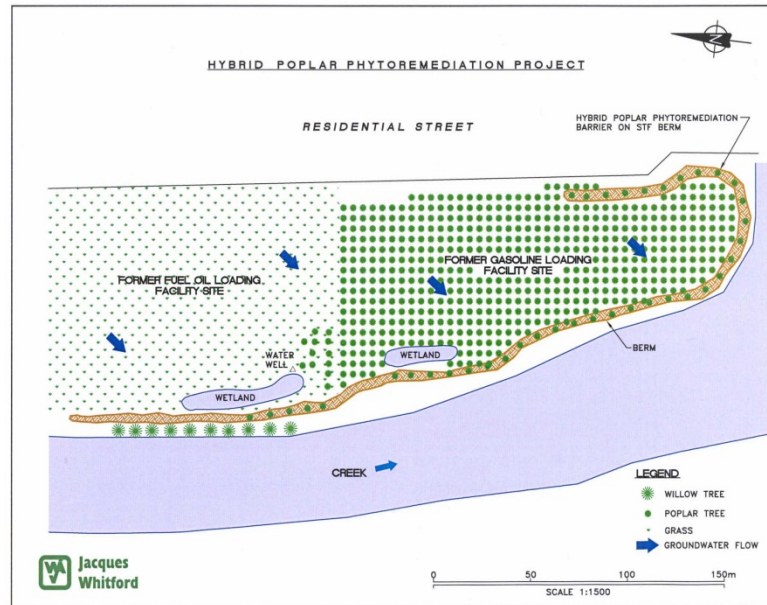 N
HYBRID POPLAR PHYTOREMEDIATION PROJECT
RESIDENTIAL STREET
HYBRID POPLAR PHYTOREMEDIATION
BARRIER ON STF BERM
FORMER FUEL OIL LOADING
FACILITY SITE
FORMER GASOLINE LOADING
FACILITY SITE
WATER
WELL
WETLAND
WETLAND
BERM
CREEK
LEGEND
WILLOW TREE
POPLAR TREE
GRASS
GROUNDWATER FLOW
Jacques
Whitford
0 50 100 150m
SCALE 1:1500